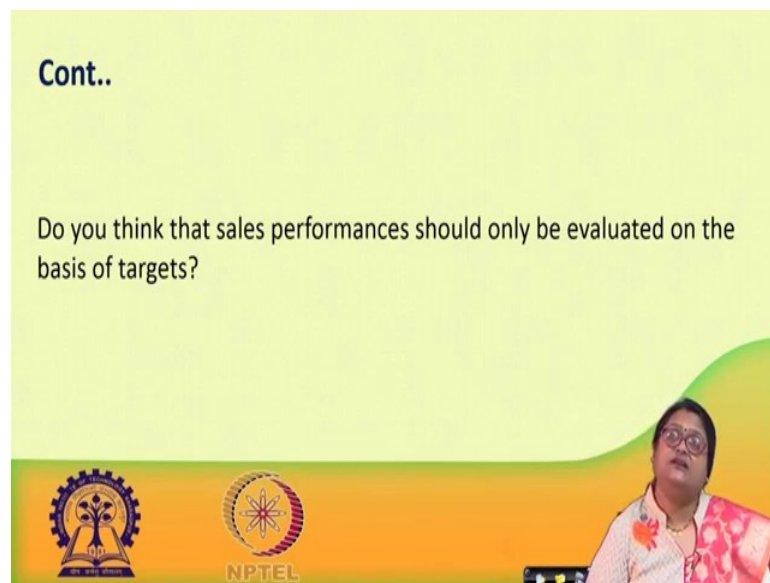 Cont..
Do you think that sales performances should only be evaluated on the
basis of targets?
NPTEL